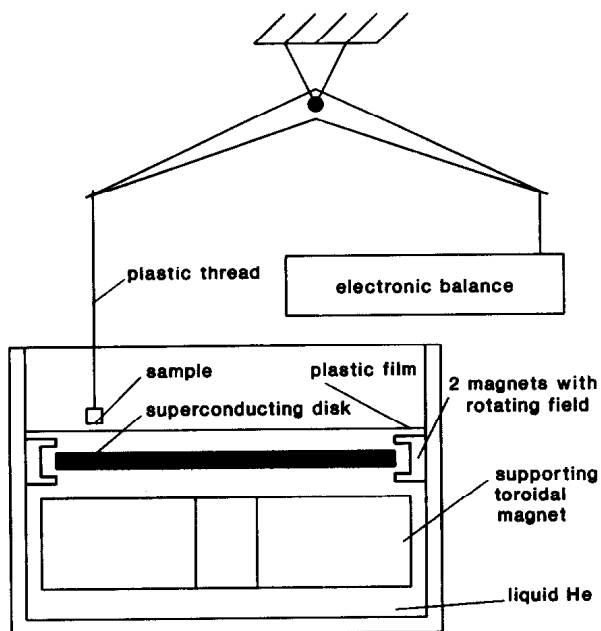 plastic thread
electronic balance
sample
plastic film
superconducting disk
2 magnets with
rotating field
supporting
toroidal
magnet
liquid He